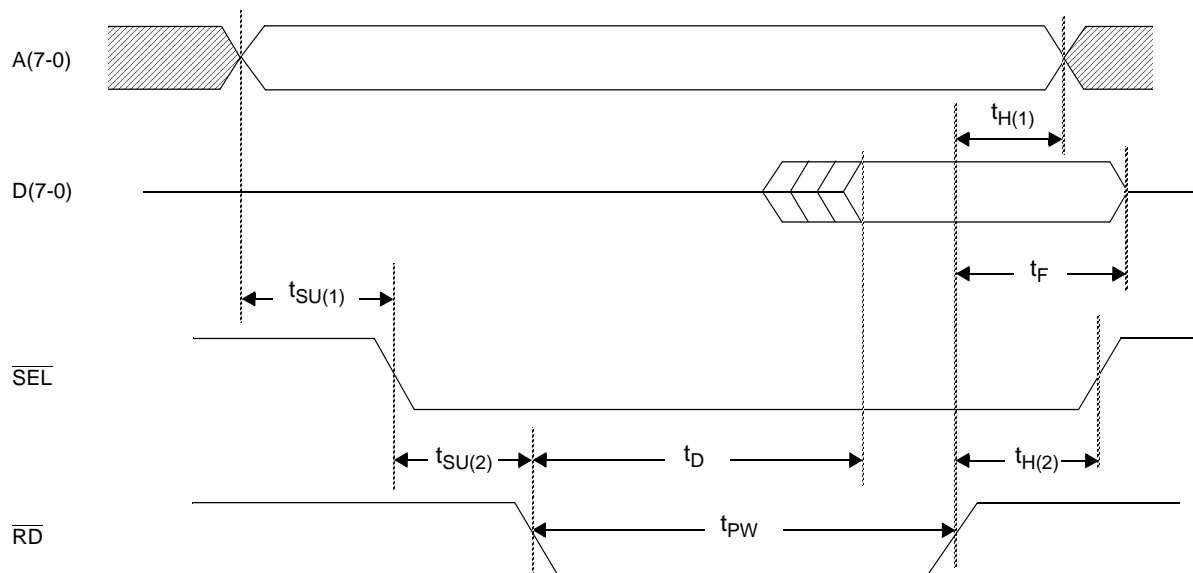 A(7-0)
tH(1)
D(7-0)
tF
tSU(1)
SEL
tSU(2)
tD
tH(2)
tPW
RD